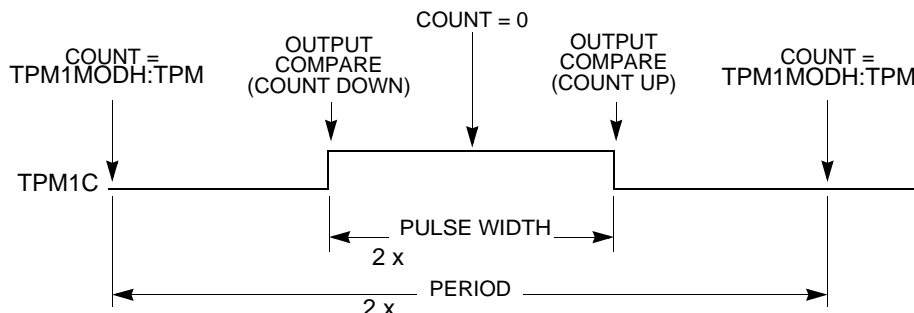 COUNT = 0
COUNT =
TPM1MODH:TPM
OUTPUT
COMPARE
(COUNT DOWN)
OUTPUT
COMPARE
(COUNT UP)
COUNT =
TPM1MODH:TPM
TPM1C
PULSE WIDTH
2 x
PERIOD
2 x